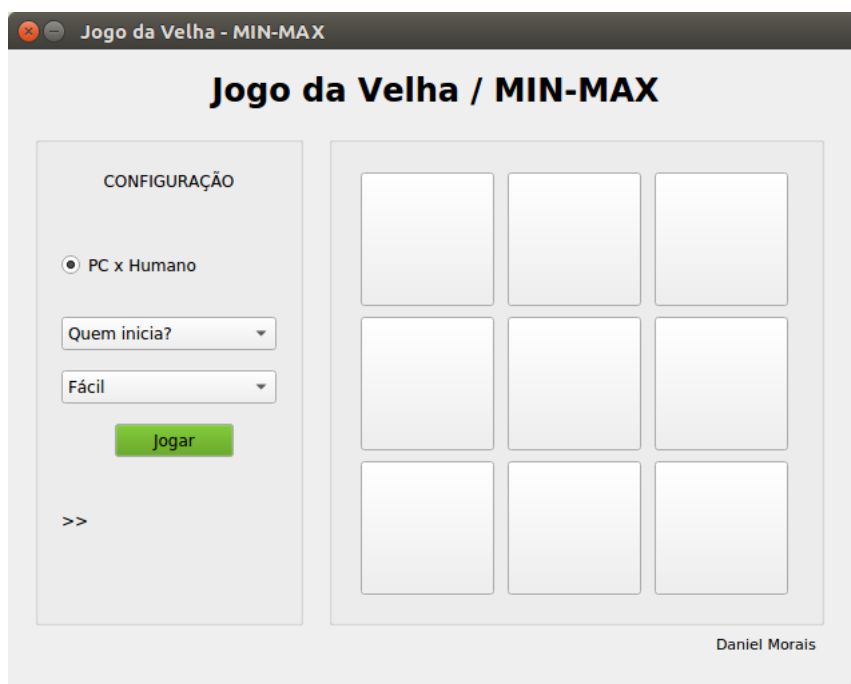 Jogo da Velha - MIN-MAX
Jogo da Velha / MIN-MAX
CONFIGURAÇÃO
PC x Humano
Quem inicia?
Fácil
Jogar
>>
Daniel Morais